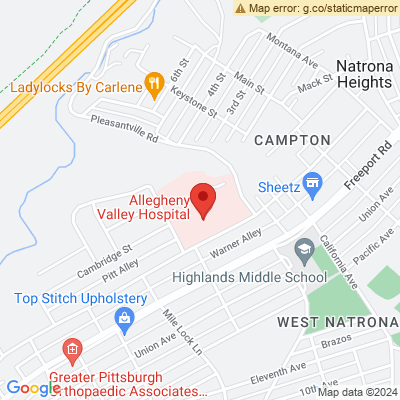 Map error: g.co/staticmaperror
Montana Ave
Natrona
Heights
6th St
4th St
3rd St
Main St
Mack St
Ladylocks By Carlene
Keystone St
Pleasantville Rd
CAMPTON
Freeport Rd
Sheetz
Allegheny
Valley Hospital
Union Ave
Warner Alley
California Ave
Pacific Ave
Cambridge St
Pitt Alley
Highlands Middle School
Top Stitch Upholstery
Mile Lock Ln
WEST NATRONA
Union Ave
Brazos
Greater Pittsburgh
Orthopaedic Associates...
Eleventh Ave
10th Ave
Google
Map data ©2024